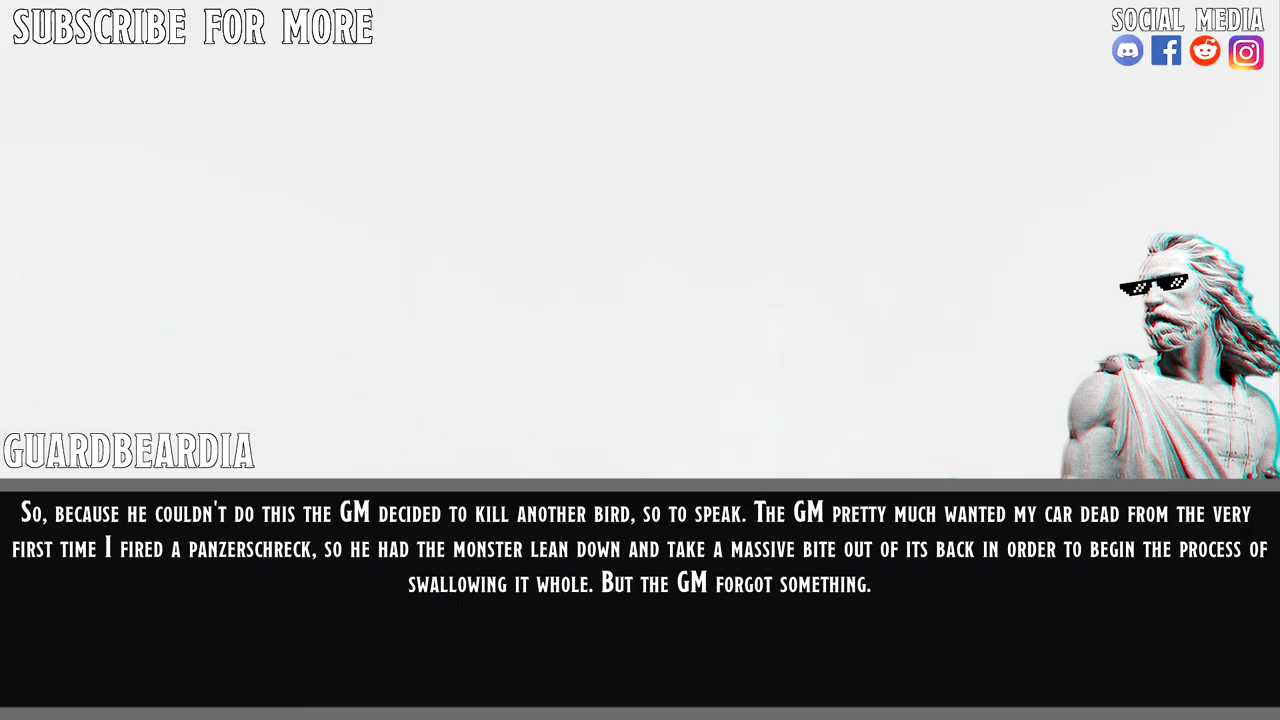 SUBSCRIBE FOR MORE
SOCIAL MEDIA
GUARDBEARDIA
So, because he couldn't do this the GM decided to kill another bird, so to speak. The GM pretty much wanted my car dead from the very
first time I fired a panzerschreck, so he had the monster lean down and take a massive bite out of its back in order to begin the process of
swallowing it whole. But the GM forgot something.